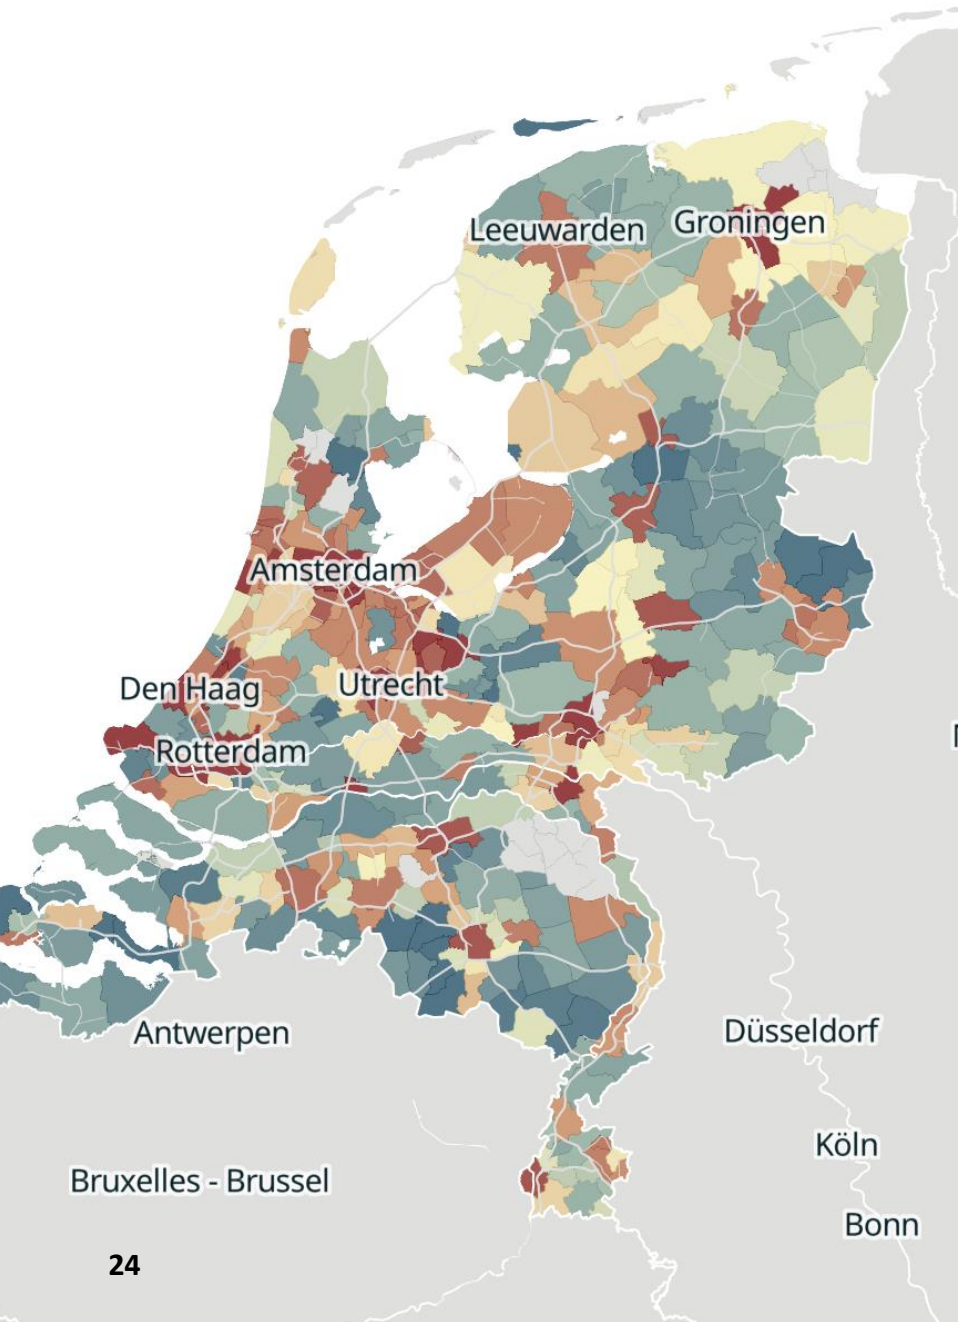 Leeuwarden
Groningen
Amsterdam
Den Haag
Utrecht
Rotterdam
Antwerpen
Düsseldorf
Köln
Bruxelles - Brussel
Bonn
24